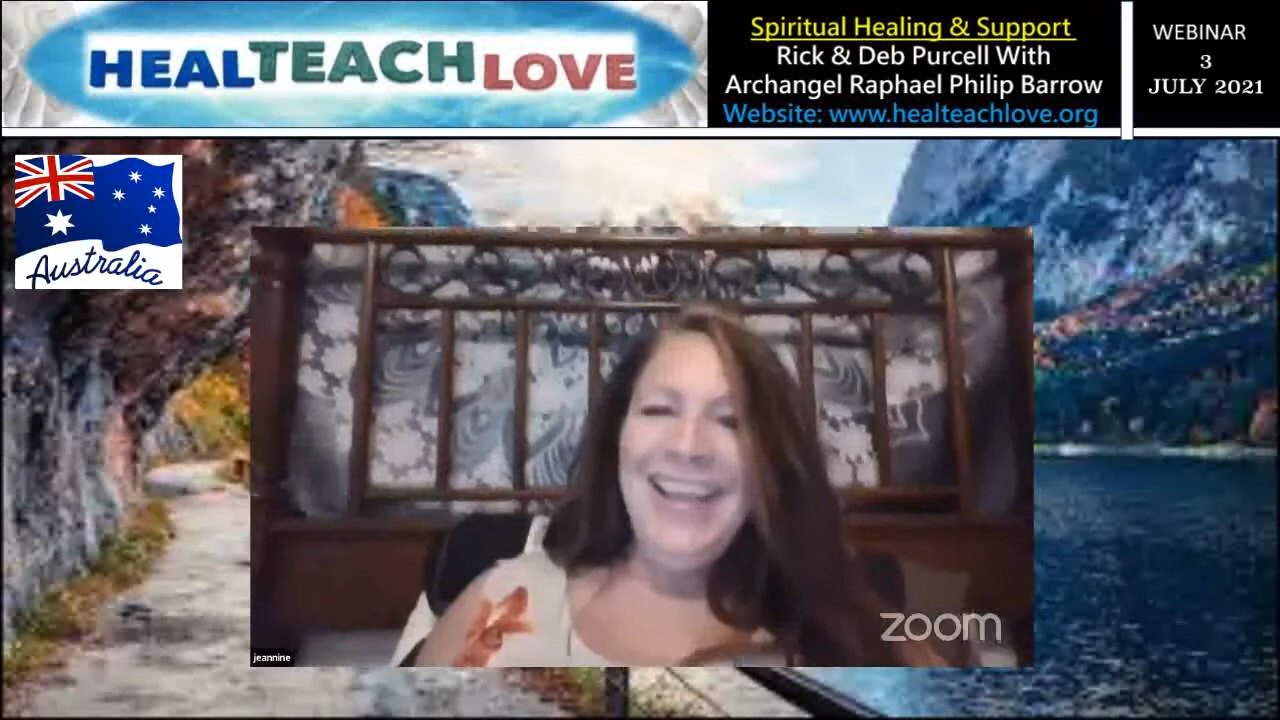 HEALTEACHLOVE
Spiritual Healing & Support
Rick & Deb Purcell With
Archangel Raphael Philip Barrow
Website: www.healteachlove.org
WEBINAR
3
JULY 2021
Australia
zoom
jeannine